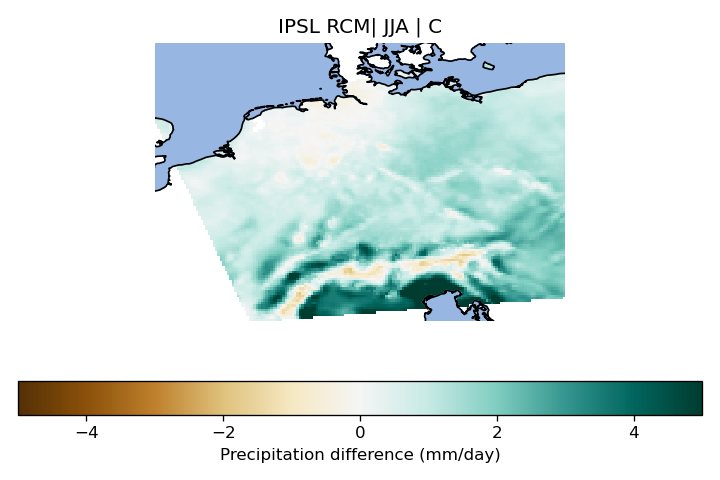 IPSL RCM| JJA | C
−4 −2 0 2 4
Precipitation difference (mm/day)